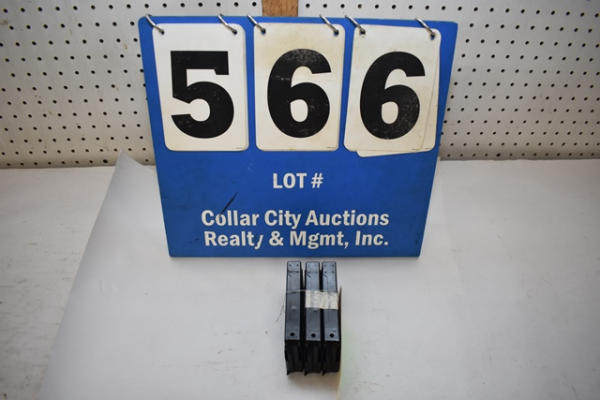 566
LOT #
Collar City Auctions
Realty & Mgmt, Inc.